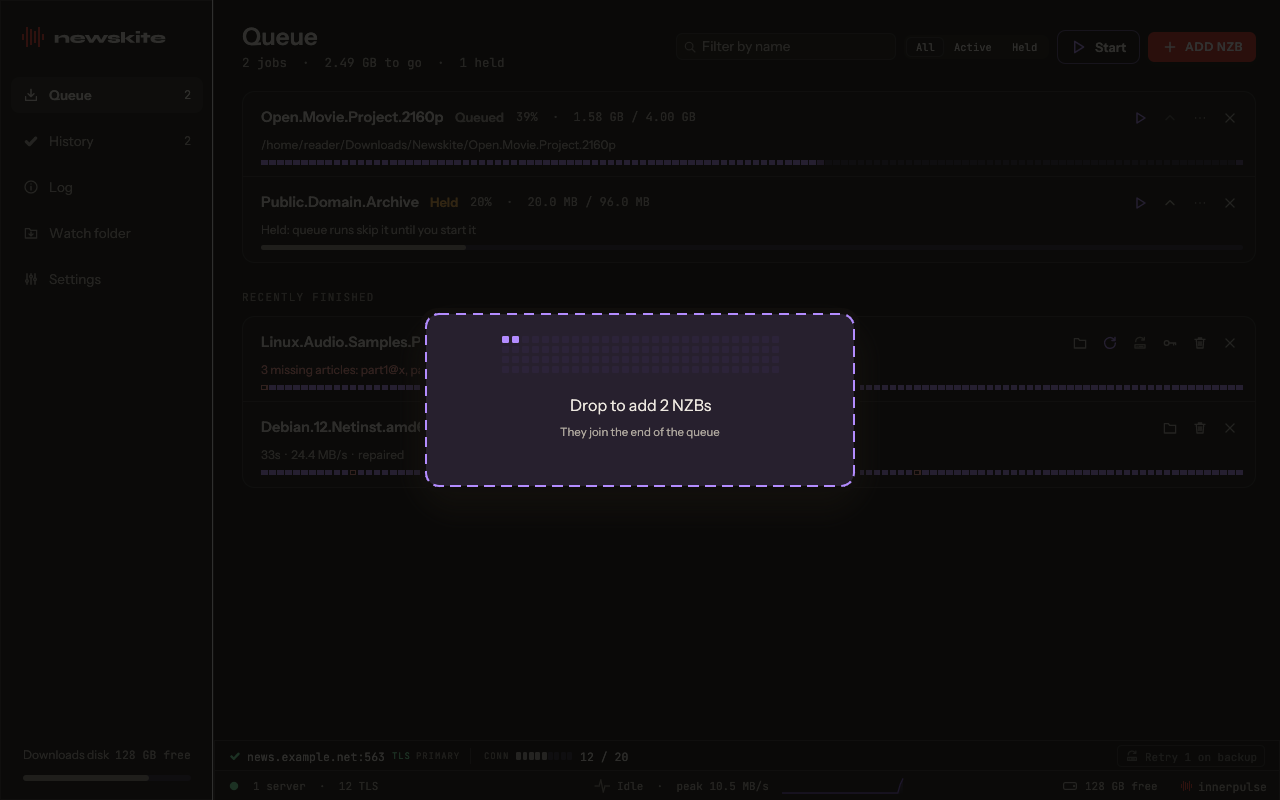 newskite
Queue 2
History 2
Log
Watch folder
Settings
Downloads disk 128 GB free
Queue
2 jobs · 2.49 GB to go · 1 held
Filter by name
All Active Held
Start
ADD NZB
Open.Movie.Project.2160p Queued 39% · 1.58 GB / 4.00 GB
/home/reader/Downloads/Newskite/Open.Movie.Project.2160p
Public.Domain.Archive Held 20% · 20.0 MB / 96.0 MB
Held: queue runs skip it until you start it
RECENTLY FINISHED
Linux.Audio.Samples.P
3 missing articles: part1@x, pa
Debian.12.Netinst.amd
33s · 24.4 MB/s · repaired
Drop to add 2 NZBs
They join the end of the queue
news.example.net:563 TLS PRIMARY CONN 12 / 20
Retry 1 on backup
1 server · 12 TLS
Idle · peak 18.5 MB/s
128 GB free
innerpulse